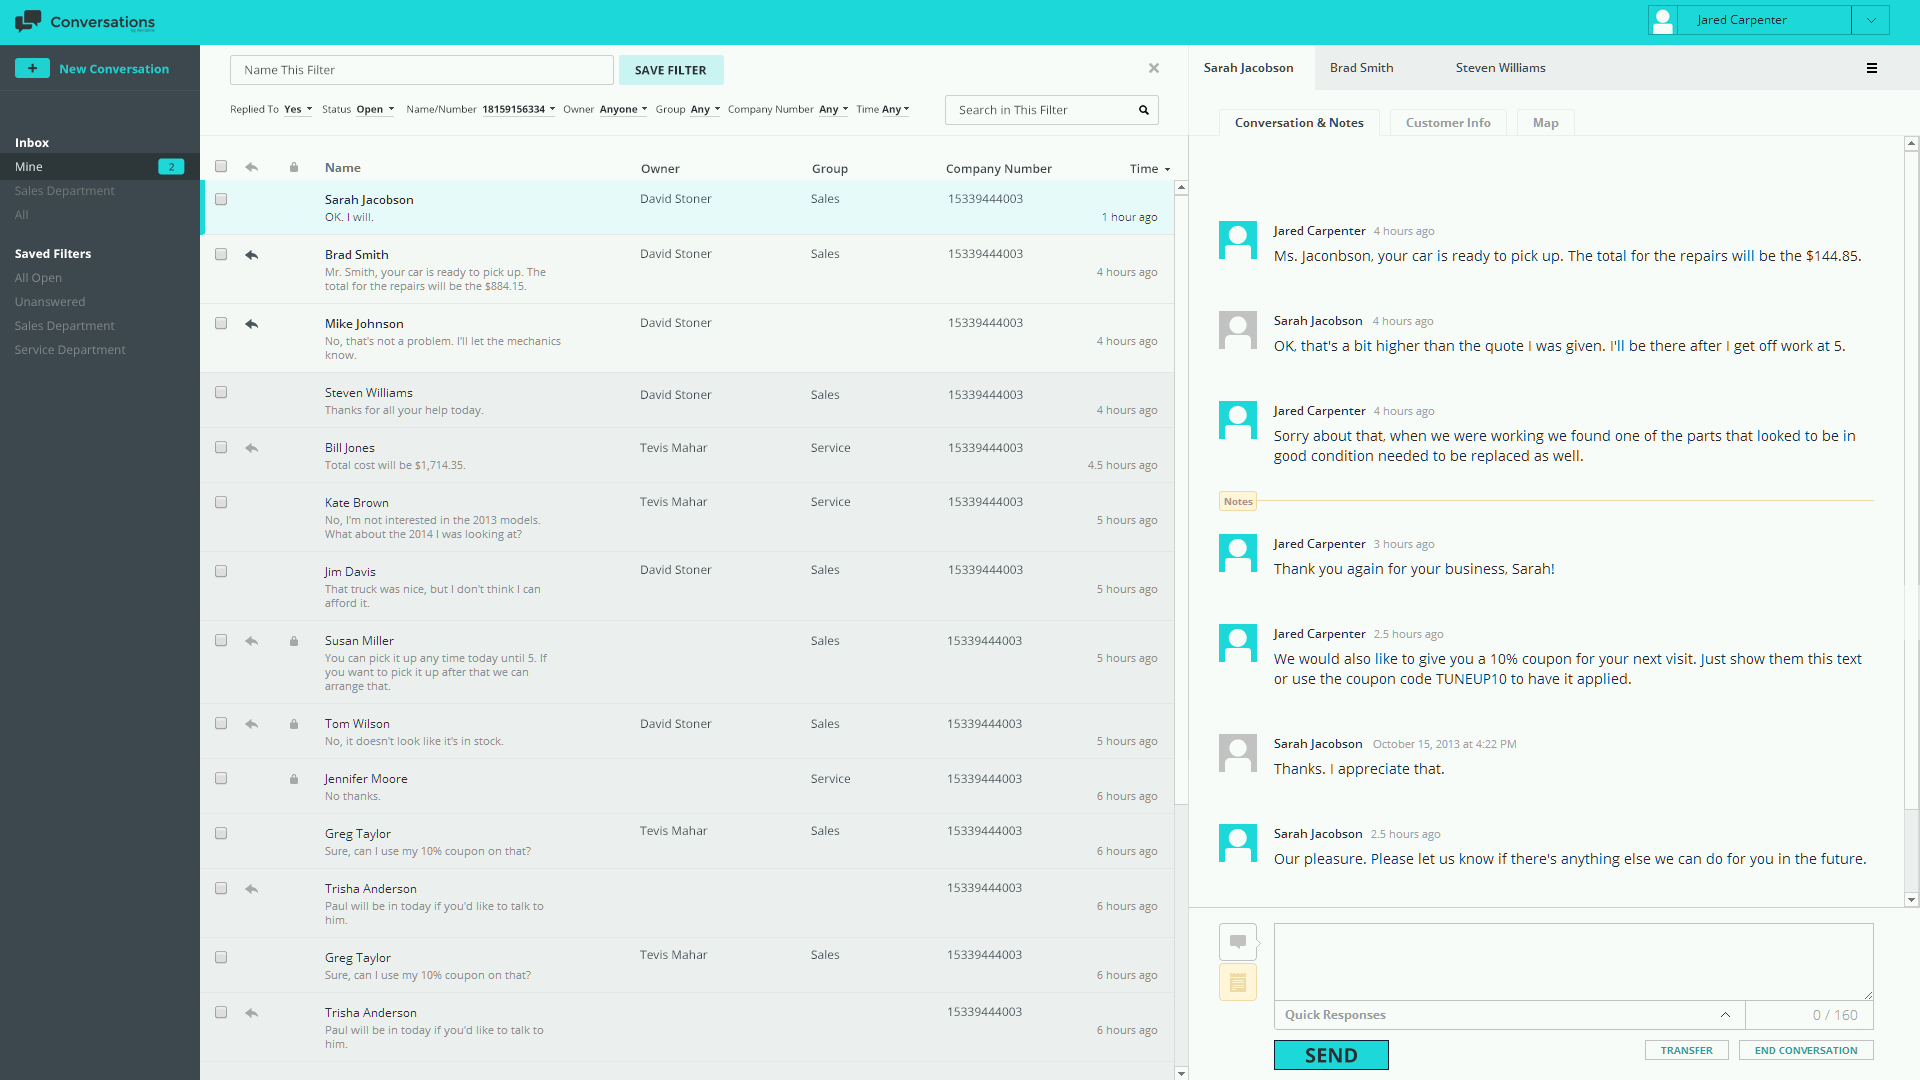 Conversations
Jared Carpenter
New Conversation
Inbox
Mine 2
Sales Department
All
Saved Filters
All Open
Unanswered
Sales Department
Service Department
Name This Filter
SAVE FILTER
Replied To Yes Status Open Name/Number 18159156334 Owner Anyone Group Any Company Number Any Time Any
Search in This Filter
Name Owner Group Company Number Time
Sarah Jacobson David Stoner Sales 15339444003
OK. I will. 1 hour ago
Brad Smith David Stoner Sales 15339444003
Mr. Smith, your car is ready to pick up. The 4 hours ago
total for the repairs will be the $884.15.
Mike Johnson David Stoner 15339444003
No, that's not a problem. I'll let the mechanics 4 hours ago
know.
Steven Williams David Stoner Sales 15339444003
Thanks for all your help today. 4 hours ago
Bill Jones Tevis Mahar Service 15339444003
Total cost will be $1,714.35. 4.5 hours ago
Kate Brown Tevis Mahar Service 15339444003
No, I'm not interested in the 2013 models. 5 hours ago
What about the 2014 I was looking at?
Jim Davis David Stoner Sales 15339444003
That truck was nice, but I don't think I can 5 hours ago
afford it.
Susan Miller Sales 15339444003
You can pick it up any time today until 5. If 5 hours ago
you want to pick it up after that we can
arrange that.
Tom Wilson David Stoner Sales 15339444003
No, it doesn't look like it's in stock. 5 hours ago
Jennifer Moore Service 15339444003
No thanks. 6 hours ago
Greg Taylor Tevis Mahar Sales 15339444003
Sure, can I use my 10% coupon on that? 6 hours ago
Trisha Anderson 15339444003
Paul will be in today if you'd like to talk to 6 hours ago
him.
Greg Taylor Tevis Mahar Sales 15339444003
Sure, can I use my 10% coupon on that? 6 hours ago
Trisha Anderson 15339444003
Paul will be in today if you'd like to talk to 6 hours ago
him.
Sarah Jacobson Brad Smith Steven Williams
Conversation & Notes Customer Info Map
Jared Carpenter 4 hours ago
Ms. Jaconbson, your car is ready to pick up. The total for the repairs will be the $144.85.
Sarah Jacobson 4 hours ago
OK, that's a bit higher than the quote I was given. I'll be there after I get off work at 5.
Jared Carpenter 4 hours ago
Sorry about that, when we were working we found one of the parts that looked to be in
good condition needed to be replaced as well.
Notes
Jared Carpenter 3 hours ago
Thank you again for your business, Sarah!
Jared Carpenter 2.5 hours ago
We would also like to give you a 10% coupon for your next visit. Just show them this text
or use the coupon code TUNEUP10 to have it applied.
Sarah Jacobson October 15, 2013 at 4:22 PM
Thanks. I appreciate that.
Sarah Jacobson 2.5 hours ago
Our pleasure. Please let us know if there's anything else we can do for you in the future.
Quick Responses 0 / 160
SEND TRANSFER END CONVERSATION